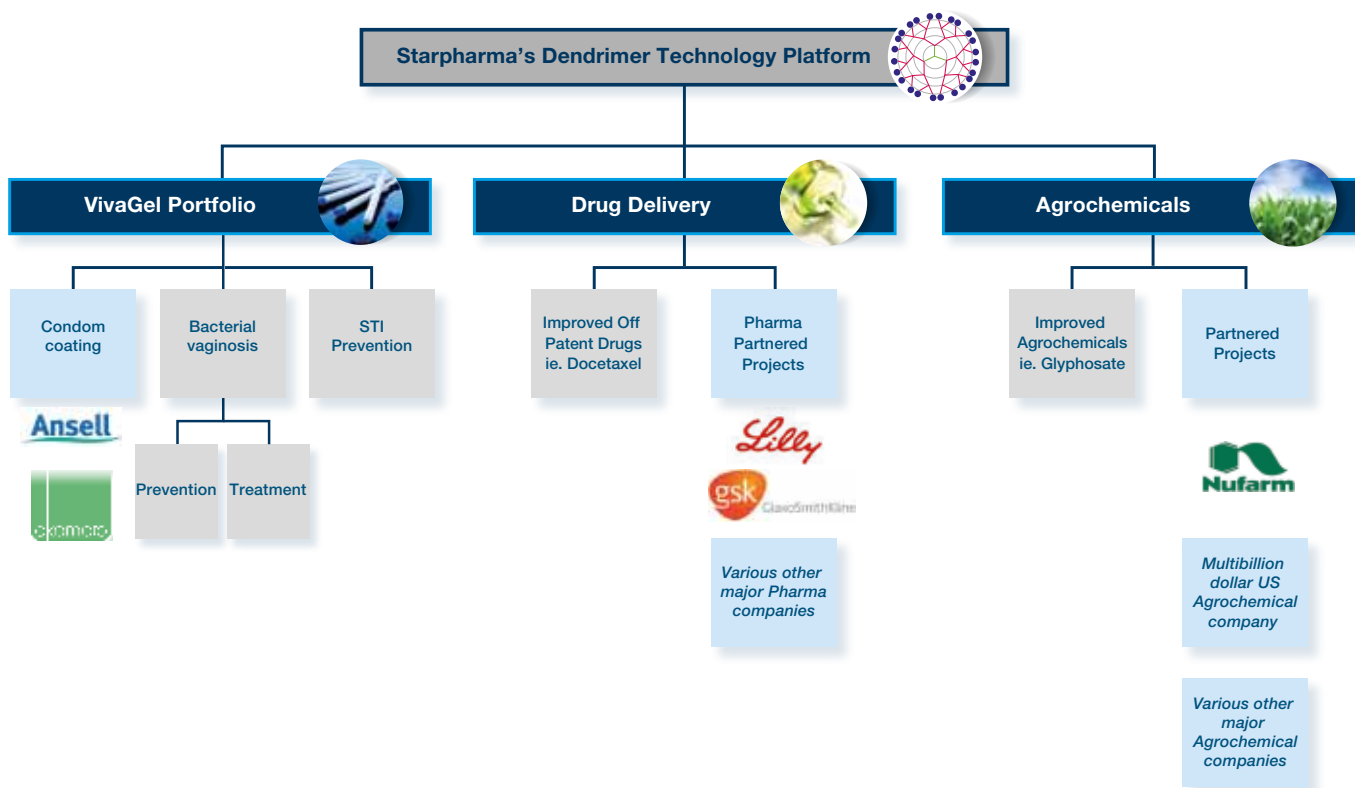 Starpharma's Dendrimer Technology Platform
VivaGel Portfolio
Drug Delivery
Agrochemicals
Condom
coating
Bacterial
vaginosis
STI
Prevention
Improved Off
Patent Drugs
ie. Docetaxel
Pharma
Partnered
Projects
Improved
Agrochemicals
ie. Glyphosate
Partnered
Projects
Ansell
Prevention
Treatment
Lilly
gsk
GlaxoSmithKline
Nufarm
Various other
major Pharma
companies
Multibillion
dollar US
Agrochemical
company
Various other
major
Agrochemical
companies